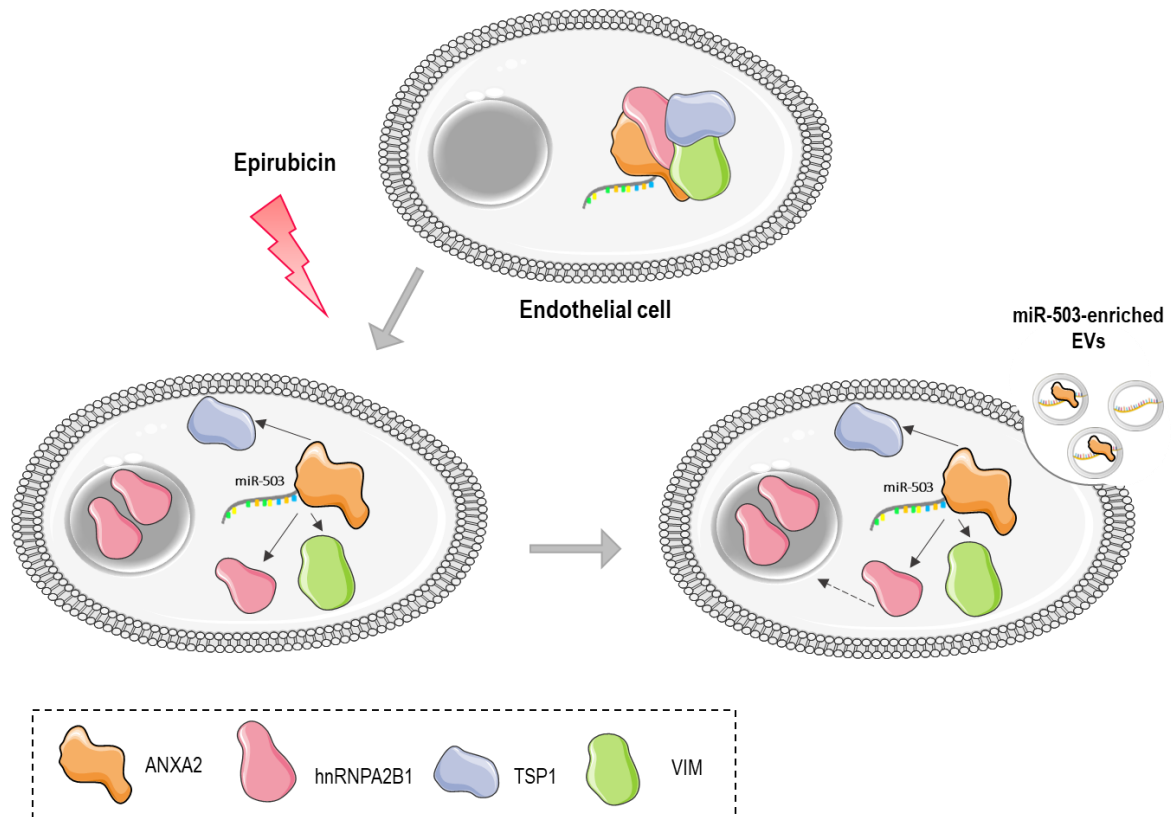 Epirubicin
Endothelial cell
miR-503-enriched
EVs
miR-503
miR-503
ANXA2
hnRNPA2B1
TSP1
VIM